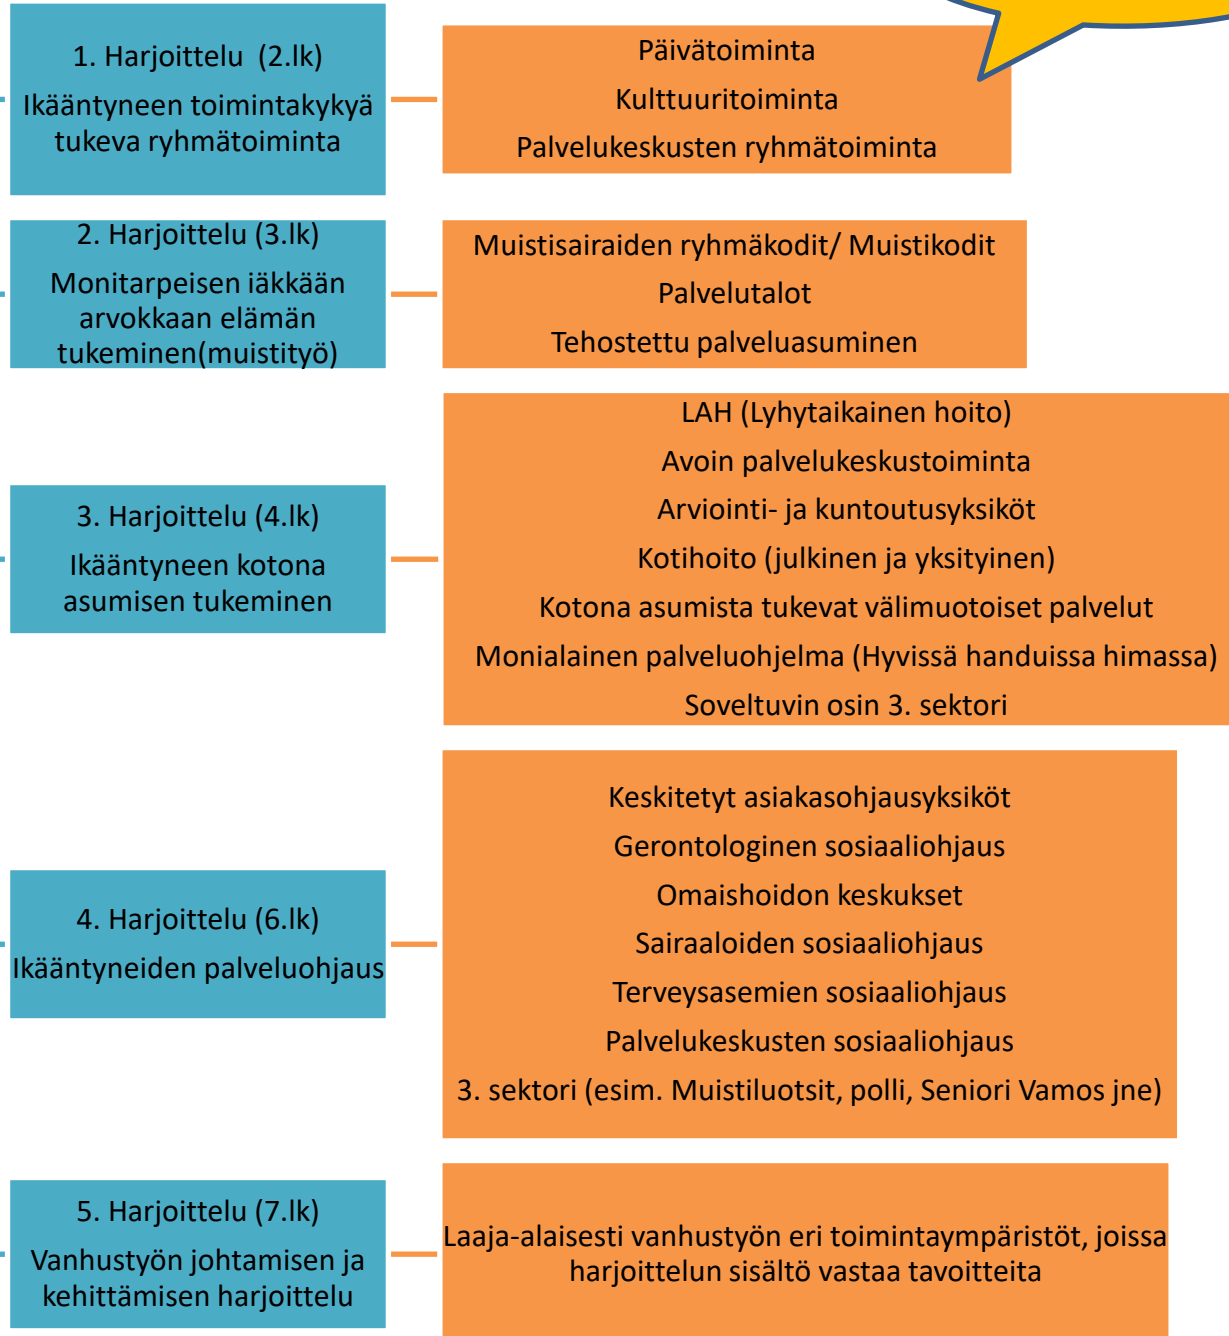 1. Harjoittelu (2.lk)
Ikääntyneen toimintakykyä
tukeva ryhmätoiminta
Päivätoiminta
Kulttuuritoiminta
Palvelukeskusten ryhmätoiminta
2. Harjoittelu (3.lk)
Monitarpeisen iäkkään
arvokkaan elämän
tukeminen(muistityö)
Muistisairaiden ryhmäkodit/ Muistikodit
Palvelutalot
Tehostettu palveluasuminen
3. Harjoittelu (4.lk)
Ikääntyneen kotona
asumisen tukeminen
LAH (Lyhytaikainen hoito)
Avoin palvelukeskustoiminta
Arviointi- ja kuntoutusyksiköt
Kotihoito (julkinen ja yksityinen)
Kotona asumista tukevat välimuotoiset palvelut
Monialainen palveluohjelma (Hyvissä handuissa himassa)
Soveltuvin osin 3. sektori
4. Harjoittelu (6.lk)
Ikääntyneiden palveluohjaus
Keskitetyt asiakasohjausyksiköt
Gerontologinen sosiaaliohjaus
Omaishoidon keskukset
Sairaaloiden sosiaaliohjaus
Terveysasemien sosiaaliohjaus
Palvelukeskusten sosiaaliohjaus
3. sektori (esim. Muistiluotsit, polli, Seniori Vamos jne)
5. Harjoittelu (7.lk)
Vanhustyön johtamisen ja
kehittämisen harjoittelu
Laaja-alaisesti vanhustyön eri toimintaympäristöt, joissa
harjoittelun sisältö vastaa tavoitteita